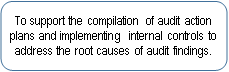 To support the compilation of audit action
plans and implementing internal controls to
address the root causes of audit findings.